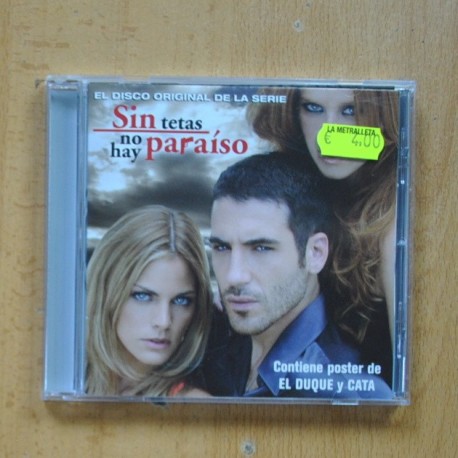 EL DISCO ORIGINAL DE LA SERIE
Sin tetas
no
hay paraíso
LA METRALLETA
€ 4.00
Contiene poster de
EL DUQUE y CATA